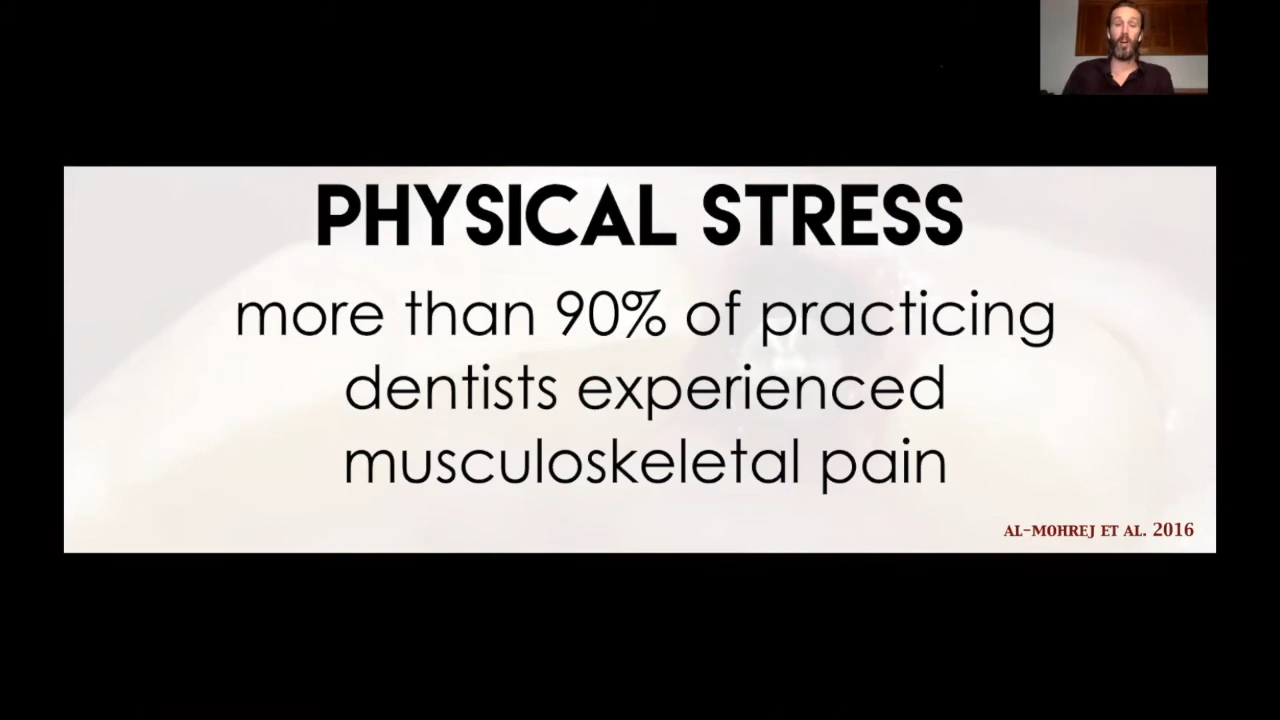 PHYSICAL STRESS
more than 90% of practicing
dentists experienced
musculoskeletal pain
AL-MOHREJ ET AL. 2016